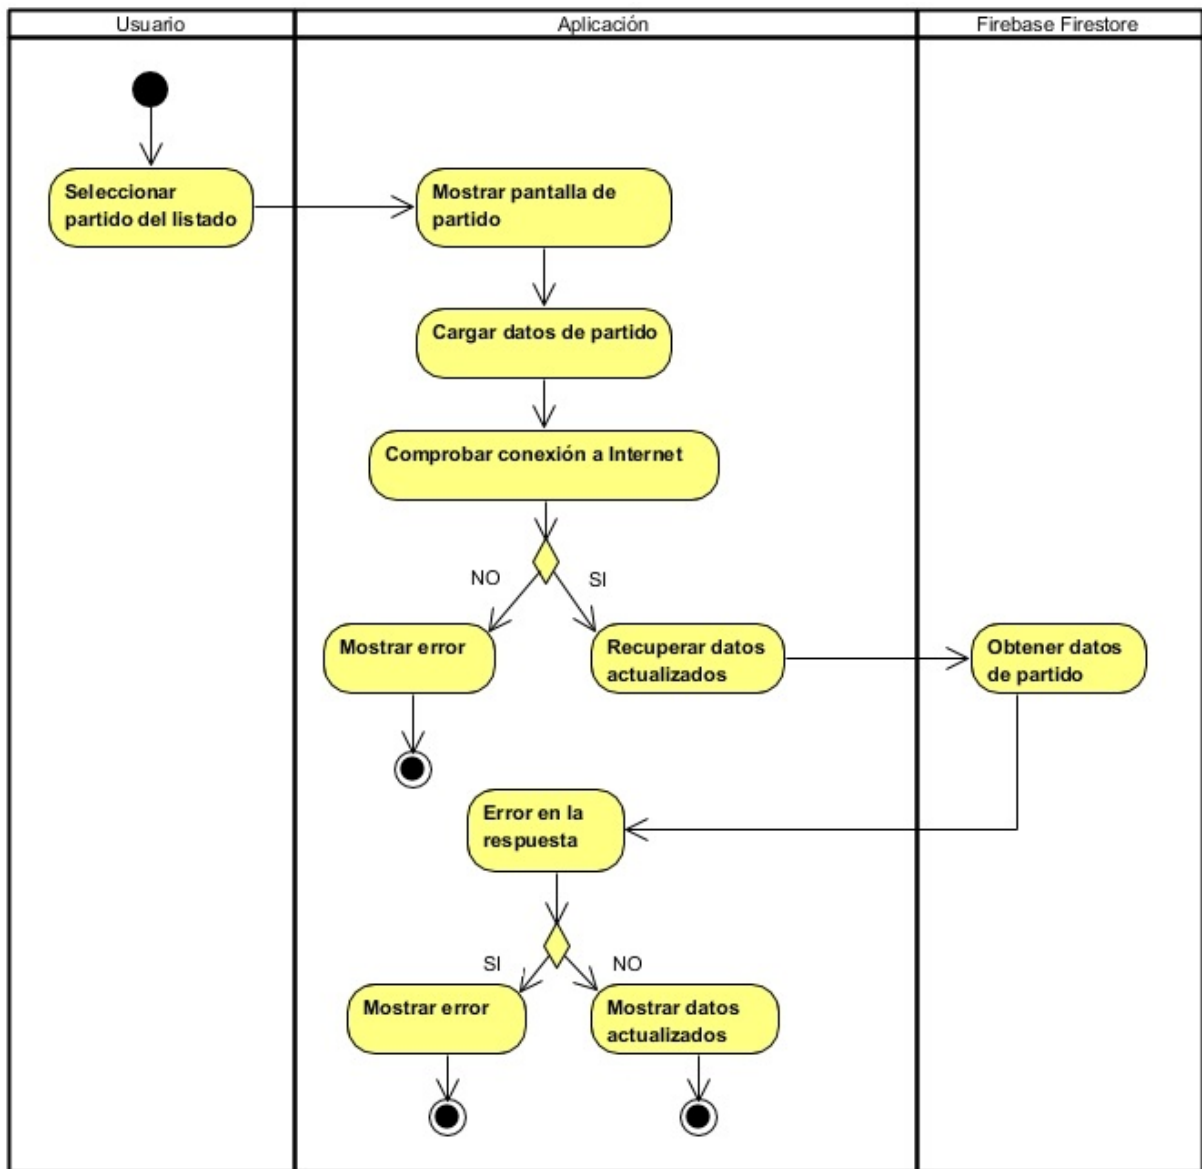 Usuario
Aplicación
Firebase Firestore
Seleccionar
partido del listado
Mostrar pantalla de
partido
Cargar datos de partido
Comprobar conexión a Internet
NO
SI
Mostrar error
Recuperar datos
actualizados
Obtener datos
de partido
Error en la
respuesta
SI
NO
Mostrar error
Mostrar datos
actualizados